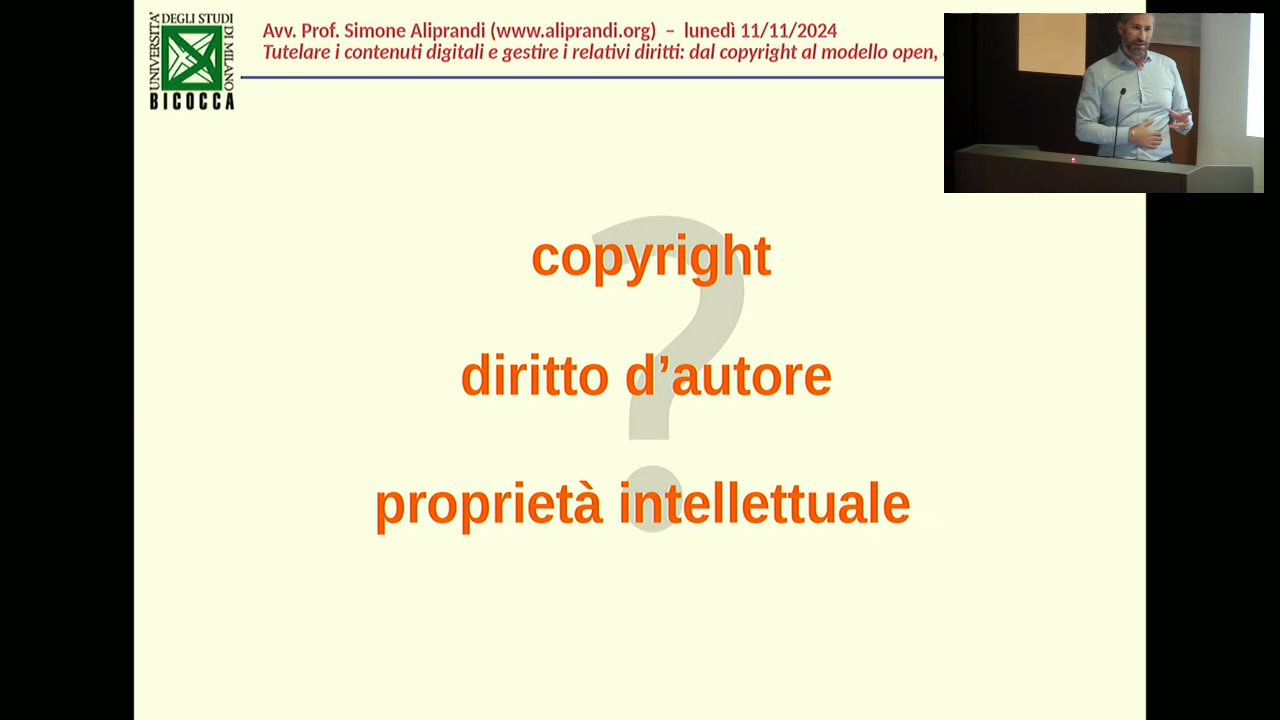 UNIVERSITA' DEGLI STUDI DI MILANO
BICOCCA
Avv. Prof. Simone Aliprandi (www.aliprandi.org) – lunedì 11/11/2024
Tutelare i contenuti digitali e gestire i relativi diritti: dal copyright al modello open,
?
copyright
diritto d’autore
proprietà intellettuale